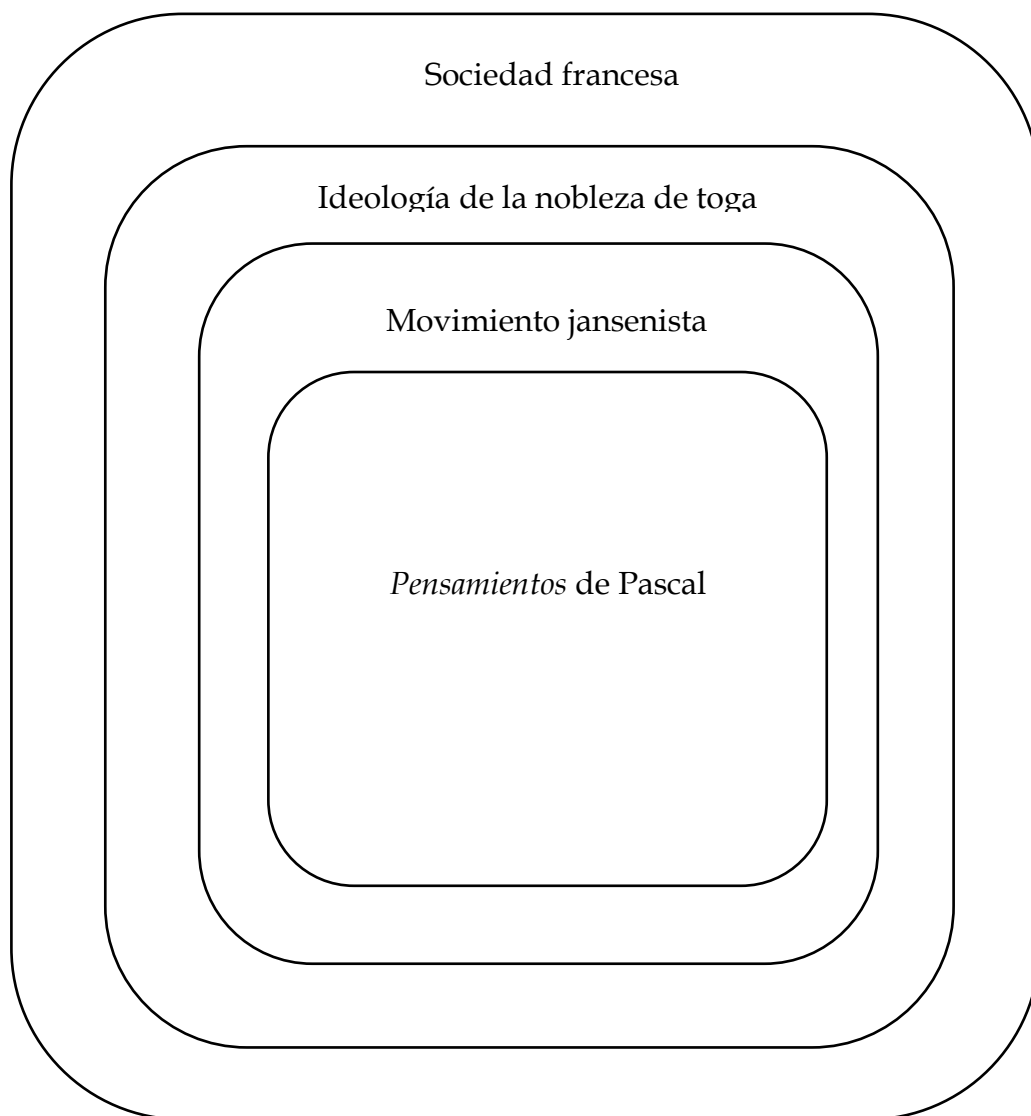 Sociedad francesa
Ideología de la nobleza de toga
Movimiento jansenista
Pensamientos de Pascal